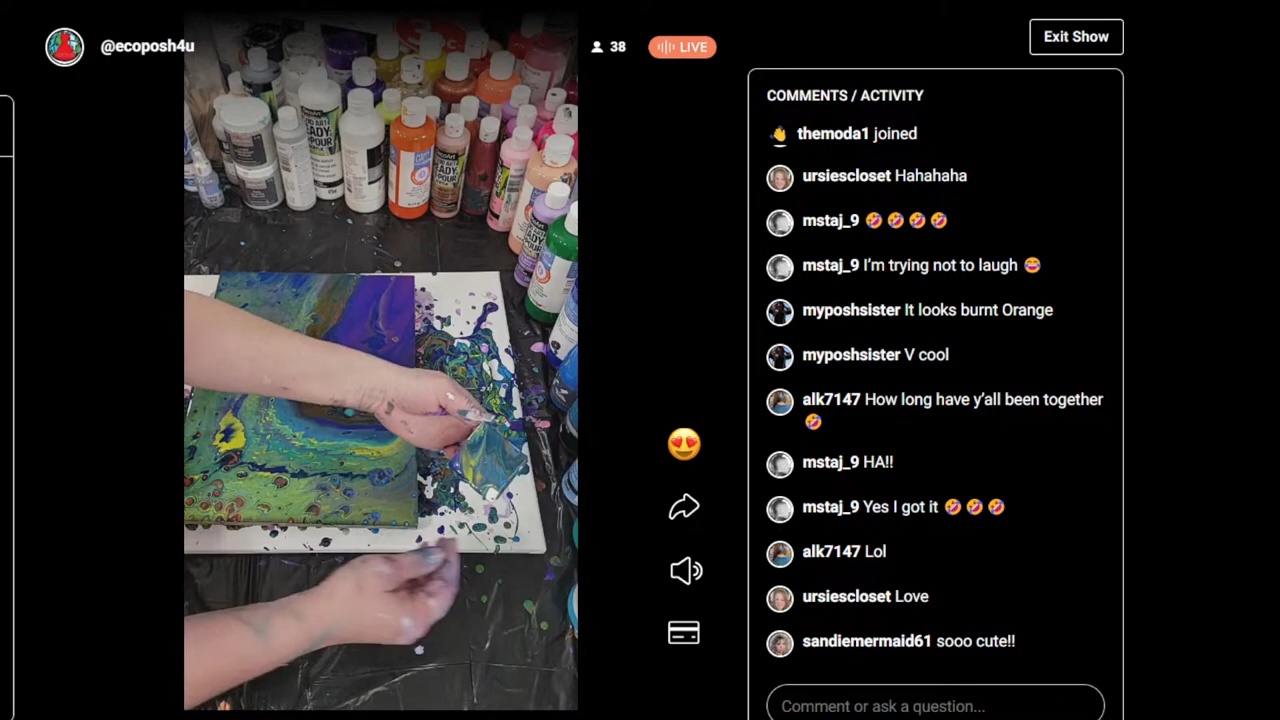 @ecoposh4u
38
LIVE
Exit Show
COMMENTS / ACTIVITY
themoda1 joined
ursiescloset Hahahaha
mstaj_9 🤣 🤣 🤣 🤣
mstaj_9 I'm trying not to laugh 😂
myposhsister It looks burnt Orange
myposhsister V cool
alk7147 How long have y'all been together
🤣
mstaj_9 HA!!
mstaj_9 Yes I got it 🤣 🤣 🤣
alk7147 Lol
ursiescloset Love
sandiemermaid61 sooo cute!!
Comment or ask a question...